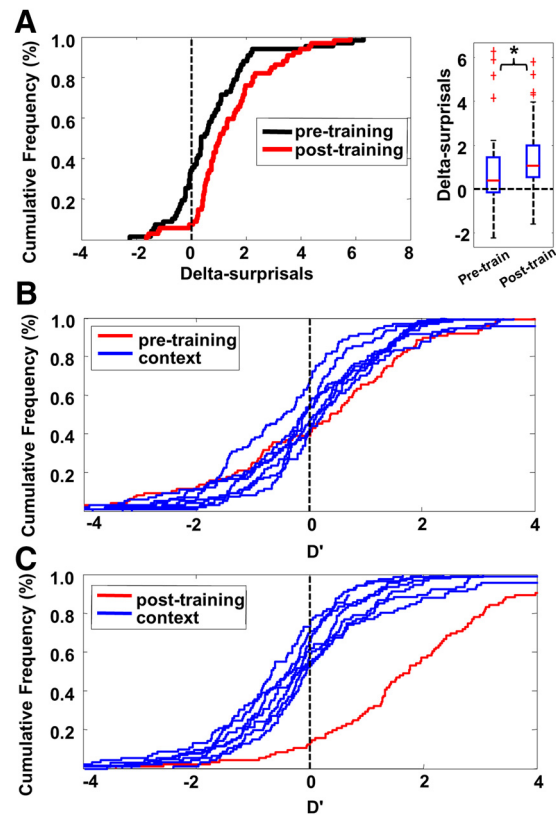 A
Cumulative Frequency (%)
1.0
0.8
0.6
0.4
0.2
pre-training
post-training
-4
-2
0
2
4
6
8
Delta-surprisals
Delta-surprisals
6
4
2
0
-2
*
Pre-train
Post-train
B
Cumulative Frequency (%)
1.0
0.8
0.6
0.4
0.2
pre-training
context
-4
-2
0
2
4
D'
C
Cumulative Frequency (%)
1.0
0.8
0.6
0.4
0.2
post-training
context
-4
-2
0
2
4
D'